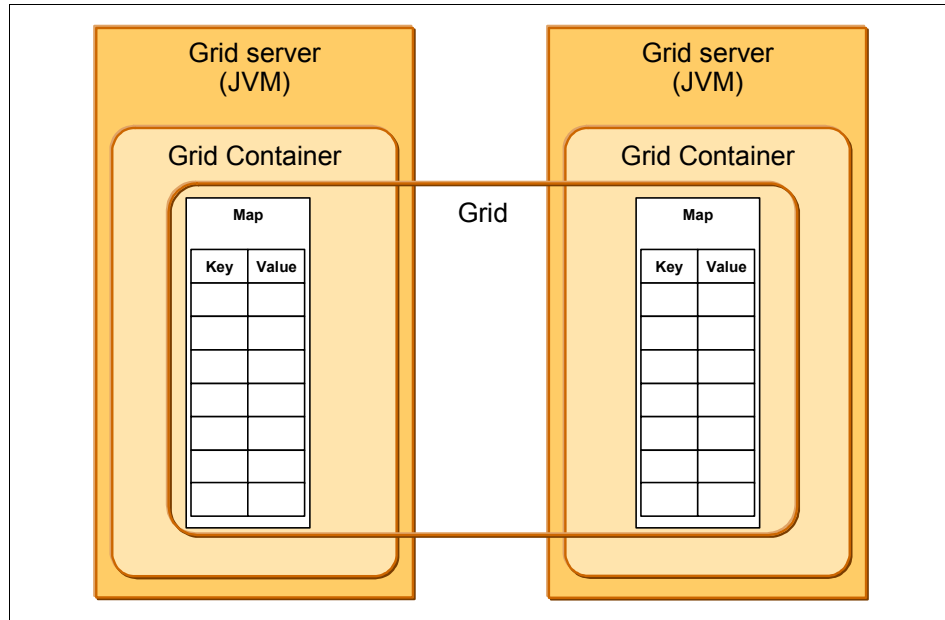 Grid server
(JVM)
Grid server
(JVM)
Grid Container
Grid Container
Grid
Map
Map
Key Value
Key Value